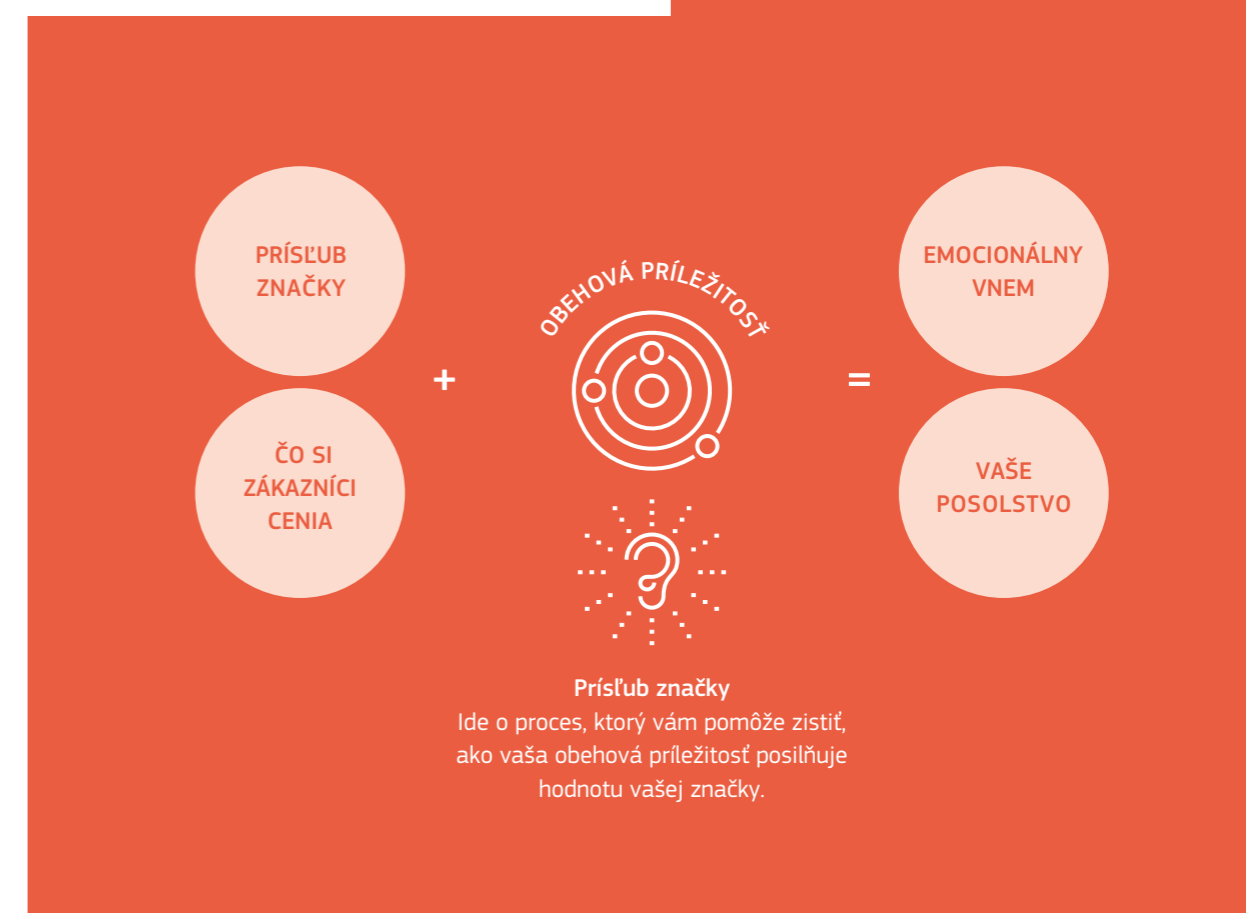 PRÍSĽUB
ZNAČKY
ČO SI
ZÁKAZNÍCI
CENIA
+
OBEHOVÁ PRÍLEŽITOSŤ
=
EMOCIONÁLNY
VNEM
VAŠE
POSOLSTVO
Prísľub značky
Ide o proces, ktorý vám pomôže zistiť,
ako vaša obehová príležitosť posilňuje
hodnotu vašej značky.